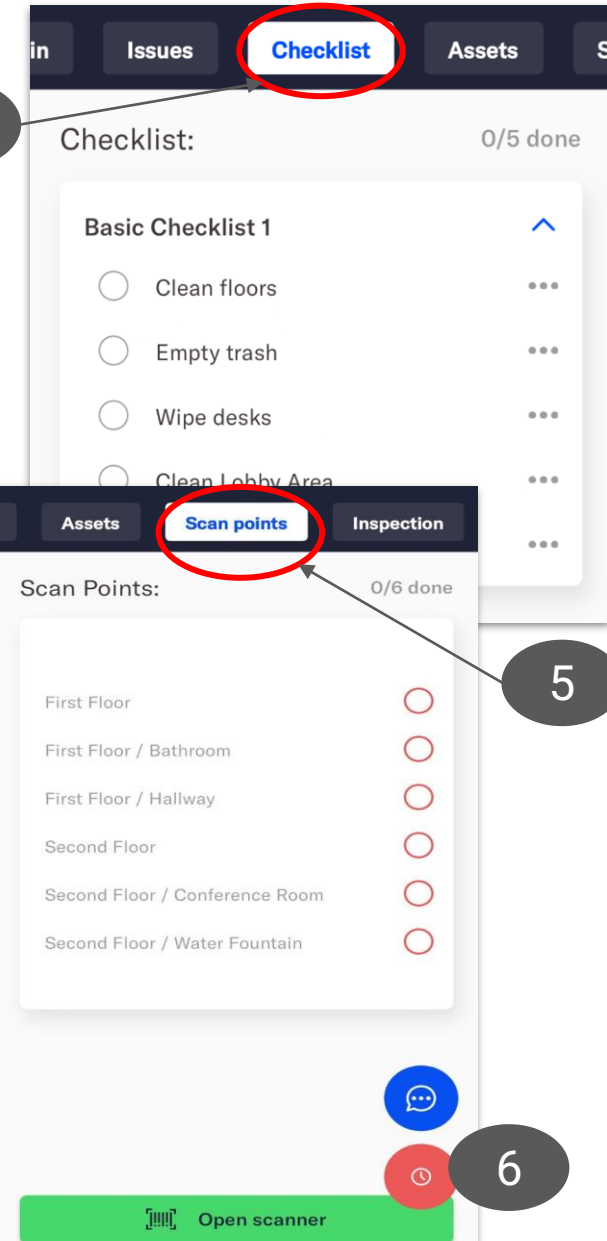 in Issues Checklist Assets S
Checklist: 0/5 done
Basic Checklist 1
Clean floors
Empty trash
Wipe desks
Clean Lobby Area
Assets Scan points Inspection
Scan Points: 0/6 done
5
First Floor
First Floor / Bathroom
First Floor / Hallway
Second Floor
Second Floor / Conference Room
Second Floor / Water Fountain
6
Open scanner